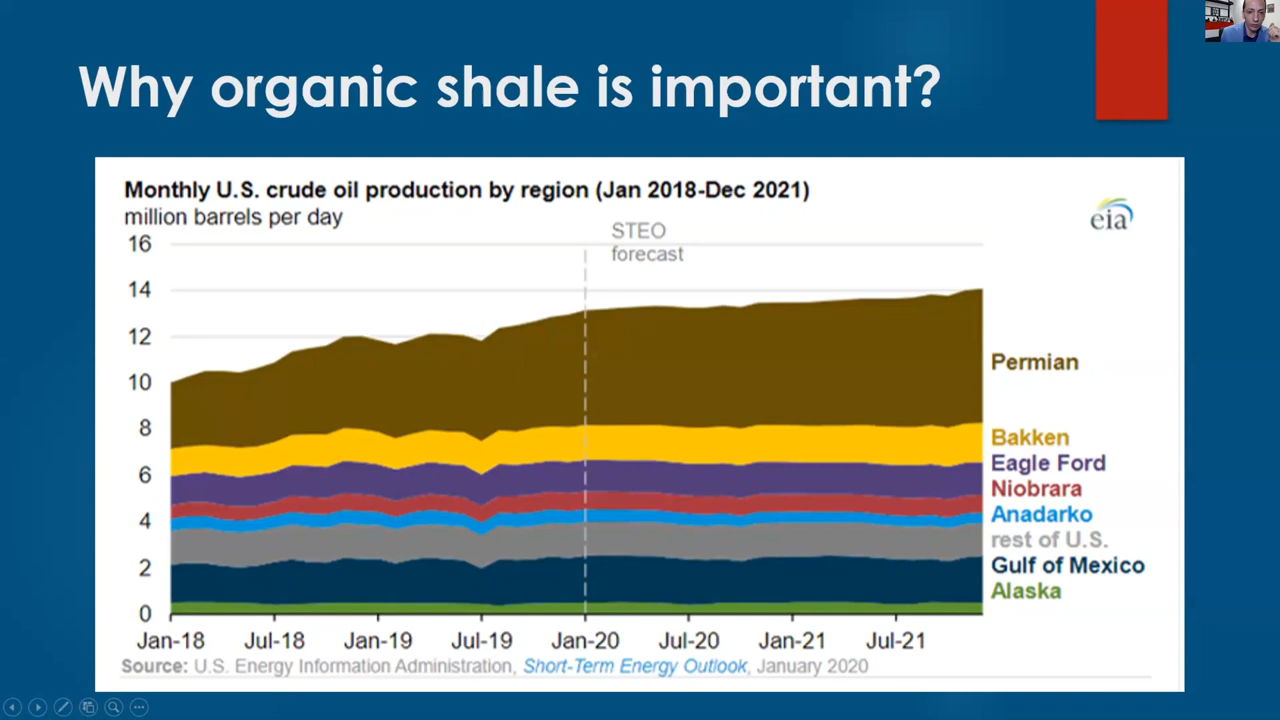 Why organic shale is important?
Monthly U.S. crude oil production by region (Jan 2018-Dec 2021)
million barrels per day
eia
STEO
forecast
16
14
12
10
8
6
4
2
0
Permian
Bakken
Eagle Ford
Niobrara
Anadarko
rest of U.S.
Gulf of Mexico
Alaska
Jan-18 Jul-18 Jan-19 Jul-19 Jan-20 Jul-20 Jan-21 Jul-21
Source: U.S. Energy Information Administration, Short-Term Energy Outlook, January 2020